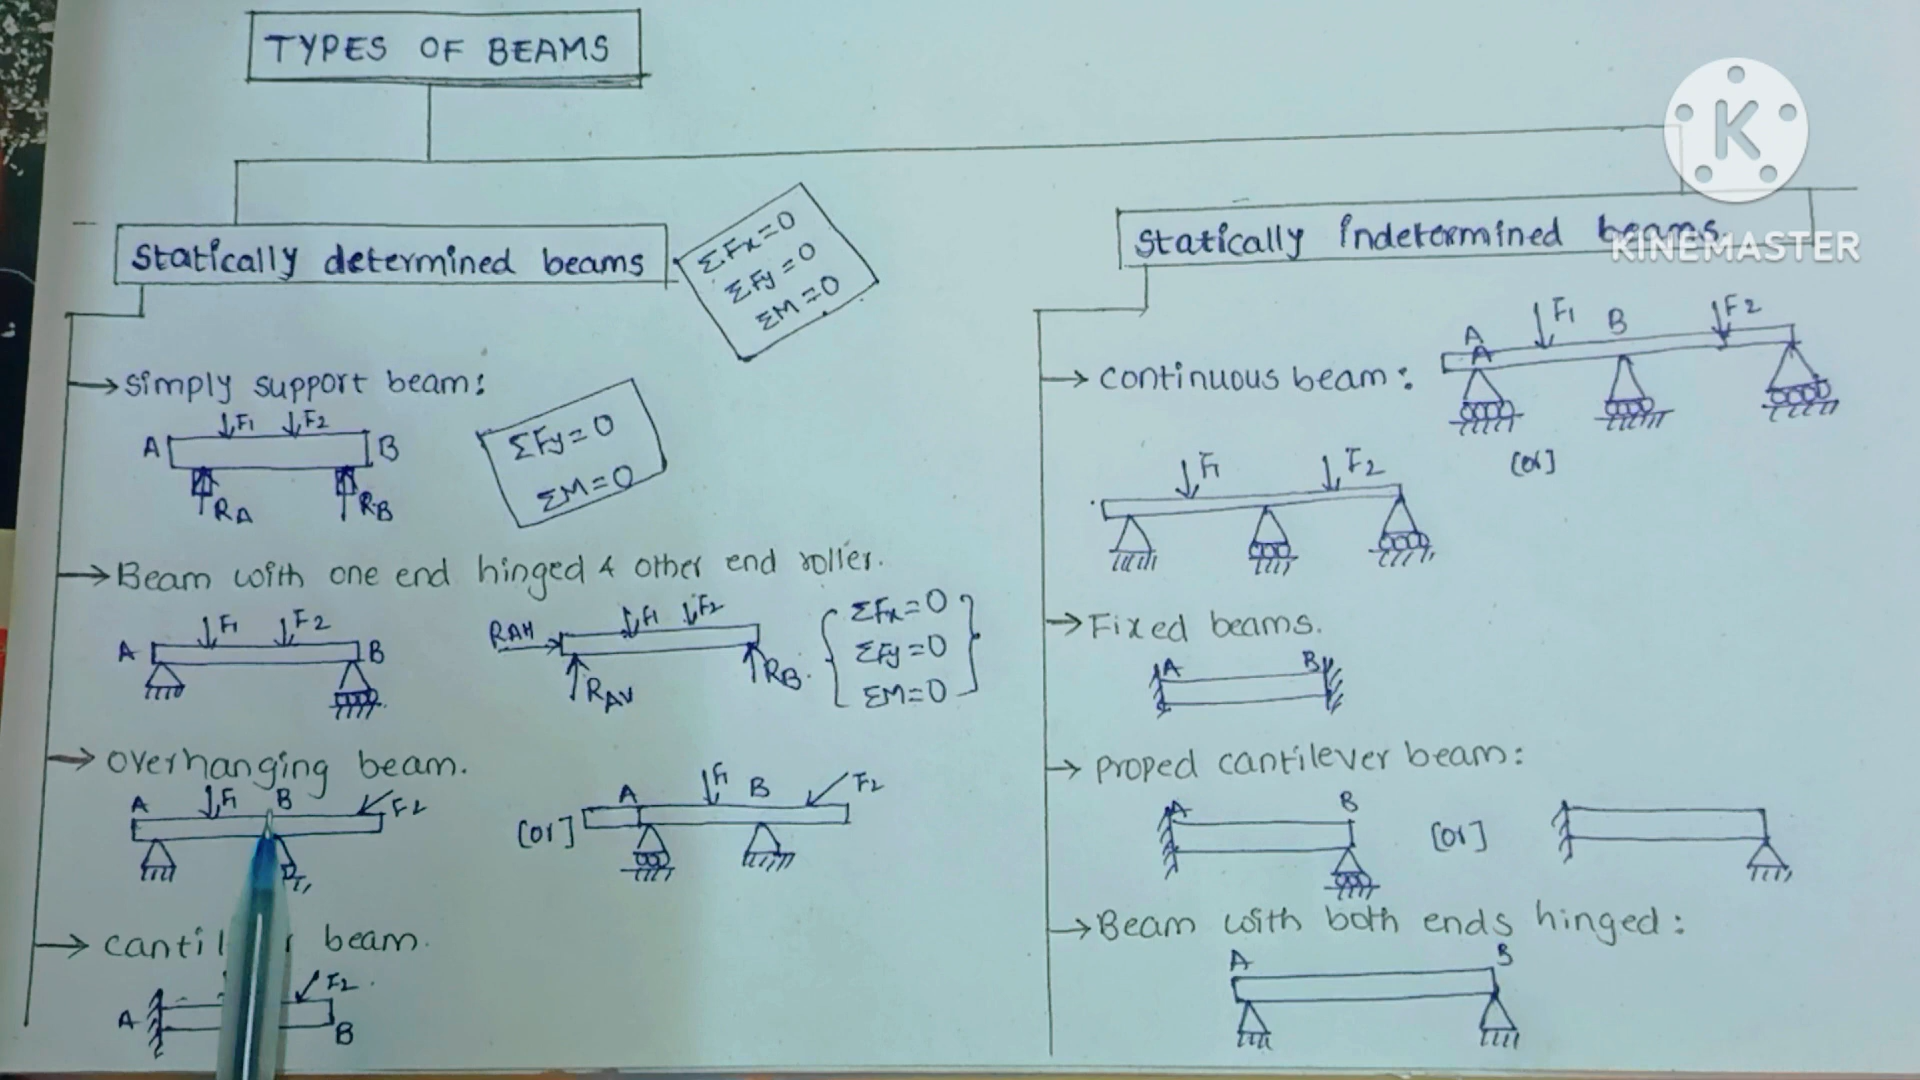 TYPES OF BEAMS
K
KINEMASTER
Statically determined beams
ΣFx=0
ΣFy=0
ΣM=0
simply support beam:
F1 F2
A B
RA RB
ΣFy=0
ΣM=0
Beam with one end hinged & other end roller.
F1 F2
A B
RAH F1 F2
RAV RB.
ΣFx=0
ΣFy=0
ΣM=0
overhanging beam.
A F1 B F2
[or]
A F1 B F2
beam.
F2.
A B
Statically indetermined beams
continuous beam:
A F1 B F2
A
[or]
F1 F2
Fixed beams.
A B
proped cantilever beam:
A B
[or]
Beam with both ends hinged:
A B